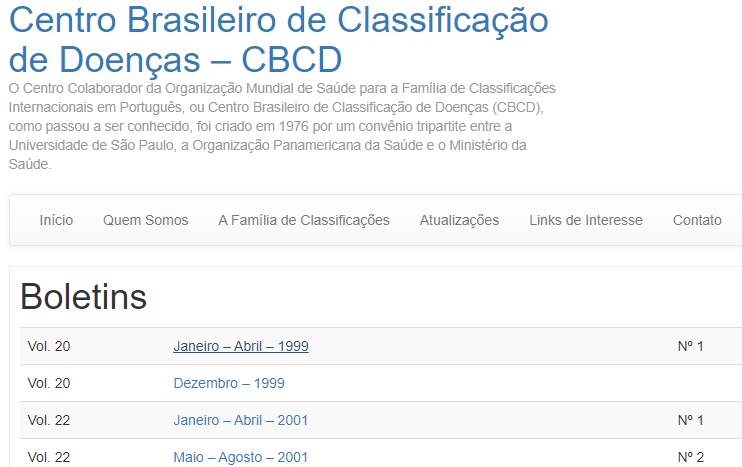 Centro Brasileiro de Classificação
de Doenças – CBCD
O Centro Colaborador da Organização Mundial de Saúde para a Família de Classificações
Internacionais em Português, ou Centro Brasileiro de Classificação de Doenças (CBCD),
como passou a ser conhecido, foi criado em 1976 por um convênio tripartite entre a
Universidade de São Paulo, a Organização Panamericana da Saúde e o Ministério da
Saúde.
Início Quem Somos A Família de Classificações Atualizações Links de Interesse Contato
Boletins
Vol. 20 Janeiro – Abril – 1999 Nº 1
Vol. 20 Dezembro – 1999
Vol. 22 Janeiro – Abril – 2001 Nº 1
Vol. 22 Maio – Agosto – 2001 Nº 2